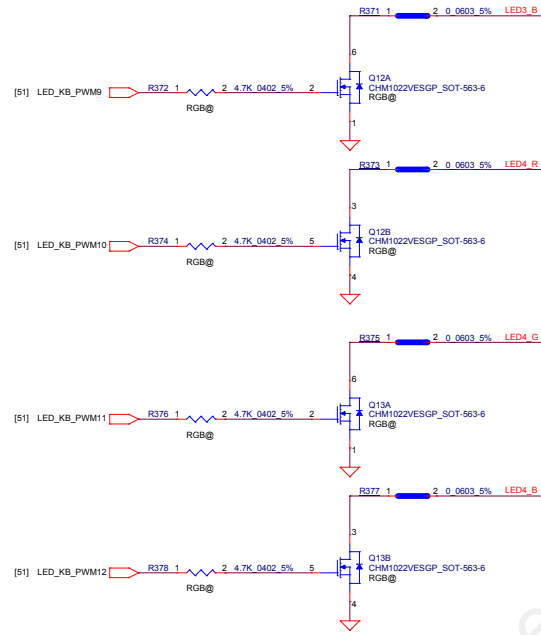 R371 1 2 0_0603_5% LED3_B
6
Q12A
CHM1022VESGP_SOT-563-6
RGB@
[51] LED_KB_PWM9 R372 1 2 4.7K_0402_5% 2
RGB@
1
R373 1 2 0_0603_5% LED4_R
3
Q12B
CHM1022VESGP_SOT-563-6
RGB@
[51] LED_KB_PWM10 R374 1 2 4.7K_0402_5% 5
RGB@
4
R375 1 2 0_0603_5% LED4_G
6
Q13A
CHM1022VESGP_SOT-563-6
RGB@
[51] LED_KB_PWM11 R376 1 2 4.7K_0402_5% 2
RGB@
1
R377 1 2 0_0603_5% LED4_B
3
Q13B
CHM1022VESGP_SOT-563-6
RGB@
[51] LED_KB_PWM12 R378 1 2 4.7K_0402_5% 5
RGB@
4